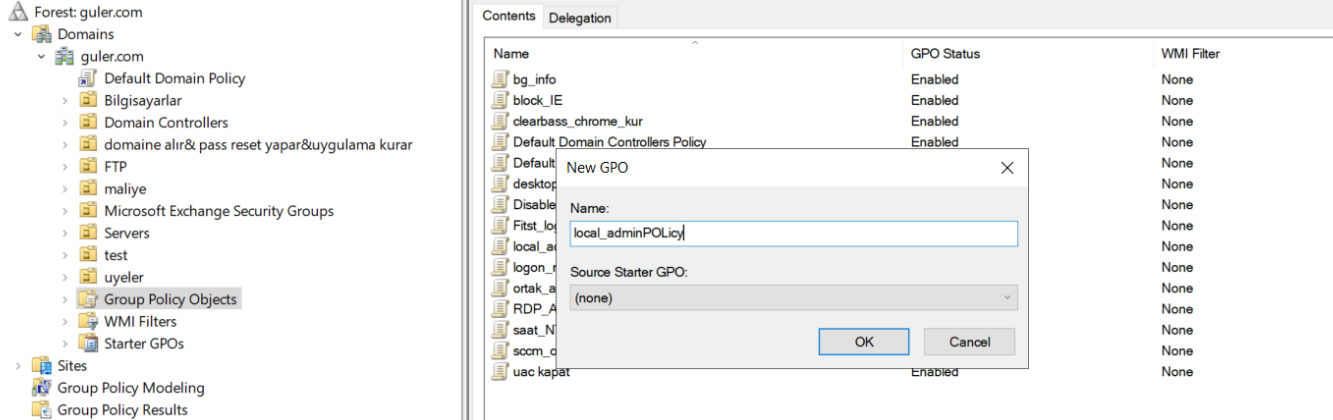 Forest: guler.com
Domains
guler.com
Default Domain Policy
Bilgisayarlar
Domain Controllers
domaine alır& pass reset yapar&uygulama kurar
FTP
maliye
Microsoft Exchange Security Groups
Servers
test
uyeler
Group Policy Objects
WMI Filters
Starter GPOs
Sites
Group Policy Modeling
Group Policy Results
Contents Delegation
Name GPO Status WMI Filter
bg_info Enabled None
block_IE Enabled None
clearbass_chrome_kur Enabled None
Default Domain Controllers Policy Enabled None
Default None
desktop None
Disable None
Fitst_log None
local_ad None
logon_r None
ortak_a None
RDP_A None
saat_N None
sccm_c None
uac kapat Enabled None
New GPO
Name:
local_adminPOLicy
Source Starter GPO:
(none)
OK Cancel